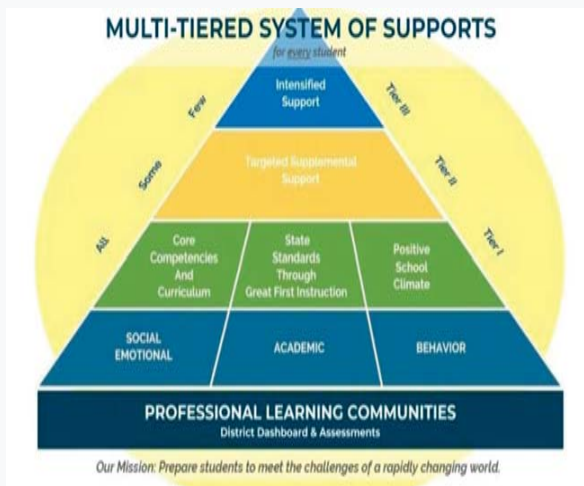 MULTI-TIERED SYSTEM OF SUPPORTS
for every student
Intensified
Support
Few
Tier III
Targeted Supplemental
Support
Some
Tier II
All
Tier I
Core
Competencies
And
Curriculum
State
Standards
Through
Great First Instruction
Positive
School
Climate
SOCIAL
EMOTIONAL
ACADEMIC
BEHAVIOR
PROFESSIONAL LEARNING COMMUNITIES
District Dashboard & Assessments
Our Mission: Prepare students to meet the challenges of a rapidly changing world.